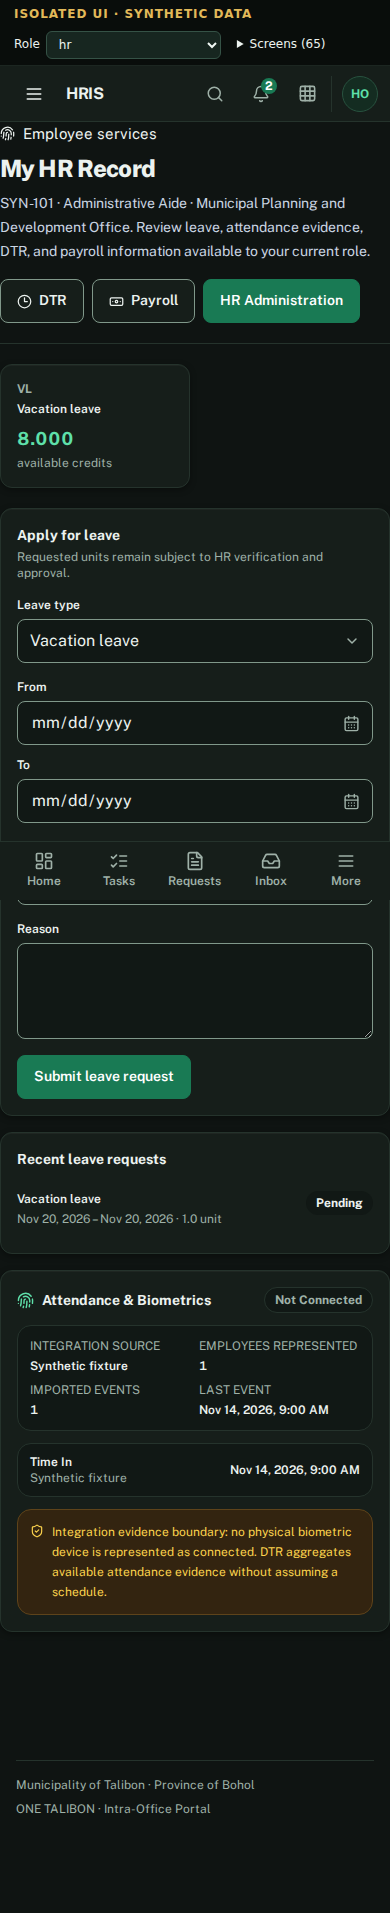 ISOLATED UI · SYNTHETIC DATA
Role hr Screens (65)
HRIS 2 HO
Employee services
My HR Record
SYN-101 · Administrative Aide · Municipal Planning and
Development Office. Review leave, attendance evidence,
DTR, and payroll information available to your current role.
DTR Payroll HR Administration
VL
Vacation leave
8.000
available credits
Apply for leave
Requested units remain subject to HR verification and
approval.
Leave type
Vacation leave
From
mm/dd/yyyy
To
mm/dd/yyyy
Home Tasks Requests Inbox More
Reason
Submit leave request
Recent leave requests
Vacation leave Pending
Nov 20, 2026 – Nov 20, 2026 · 1.0 unit
Attendance & Biometrics Not Connected
INTEGRATION SOURCE EMPLOYEES REPRESENTED
Synthetic fixture 1
IMPORTED EVENTS LAST EVENT
1 Nov 14, 2026, 9:00 AM
Time In Nov 14, 2026, 9:00 AM
Synthetic fixture
Integration evidence boundary: no physical biometric
device is represented as connected. DTR aggregates
available attendance evidence without assuming a
schedule.
Municipality of Talibon · Province of Bohol
ONE TALIBON · Intra-Office Portal